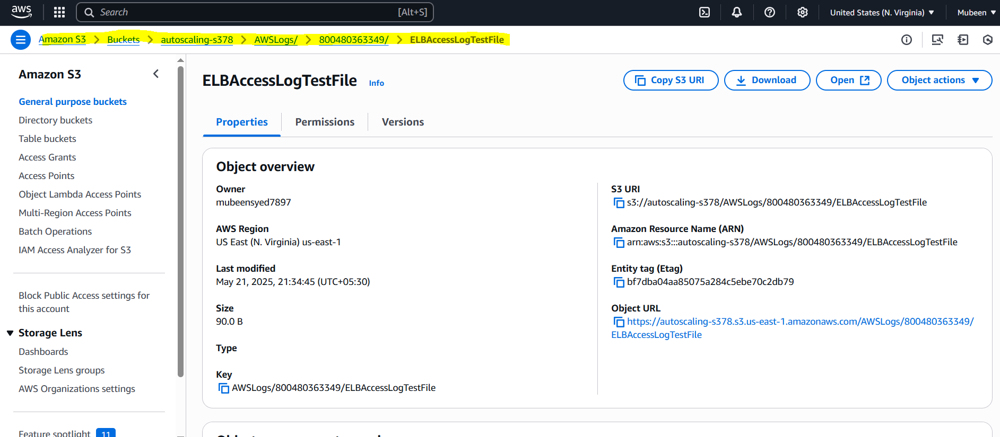 aws Search [Alt+S] United States (N. Virginia) Mubeen
Amazon S3 > Buckets > autoscaling-s378 > AWSLogs/ > 800480363349/ > ELBAccessLogTestFile
Amazon S3
General purpose buckets
Directory buckets
Table buckets
Access Grants
Access Points
Object Lambda Access Points
Multi-Region Access Points
Batch Operations
IAM Access Analyzer for S3
Block Public Access settings for
this account
Storage Lens
Dashboards
Storage Lens groups
AWS Organizations settings
Feature spotlight 11
ELBAccessLogTestFile Info
Copy S3 URI Download Open Object actions
Properties Permissions Versions
Object overview
Owner
mubeensyed7897
AWS Region
US East (N. Virginia) us-east-1
Last modified
May 21, 2025, 21:34:45 (UTC+05:30)
Size
90.0 B
Type
Key
AWSLogs/800480363349/ELBAccessLogTestFile
S3 URI
s3://autoscaling-s378/AWSLogs/800480363349/ELBAccessLogTestFile
Amazon Resource Name (ARN)
arn:aws:s3:::autoscaling-s378/AWSLogs/800480363349/ELBAccessLogTestFile
Entity tag (Etag)
bf7dba04aa85075a284c5ebe70c2db79
Object URL
https://autoscaling-s378.s3.us-east-1.amazonaws.com/AWSLogs/800480363349/
ELBAccessLogTestFile